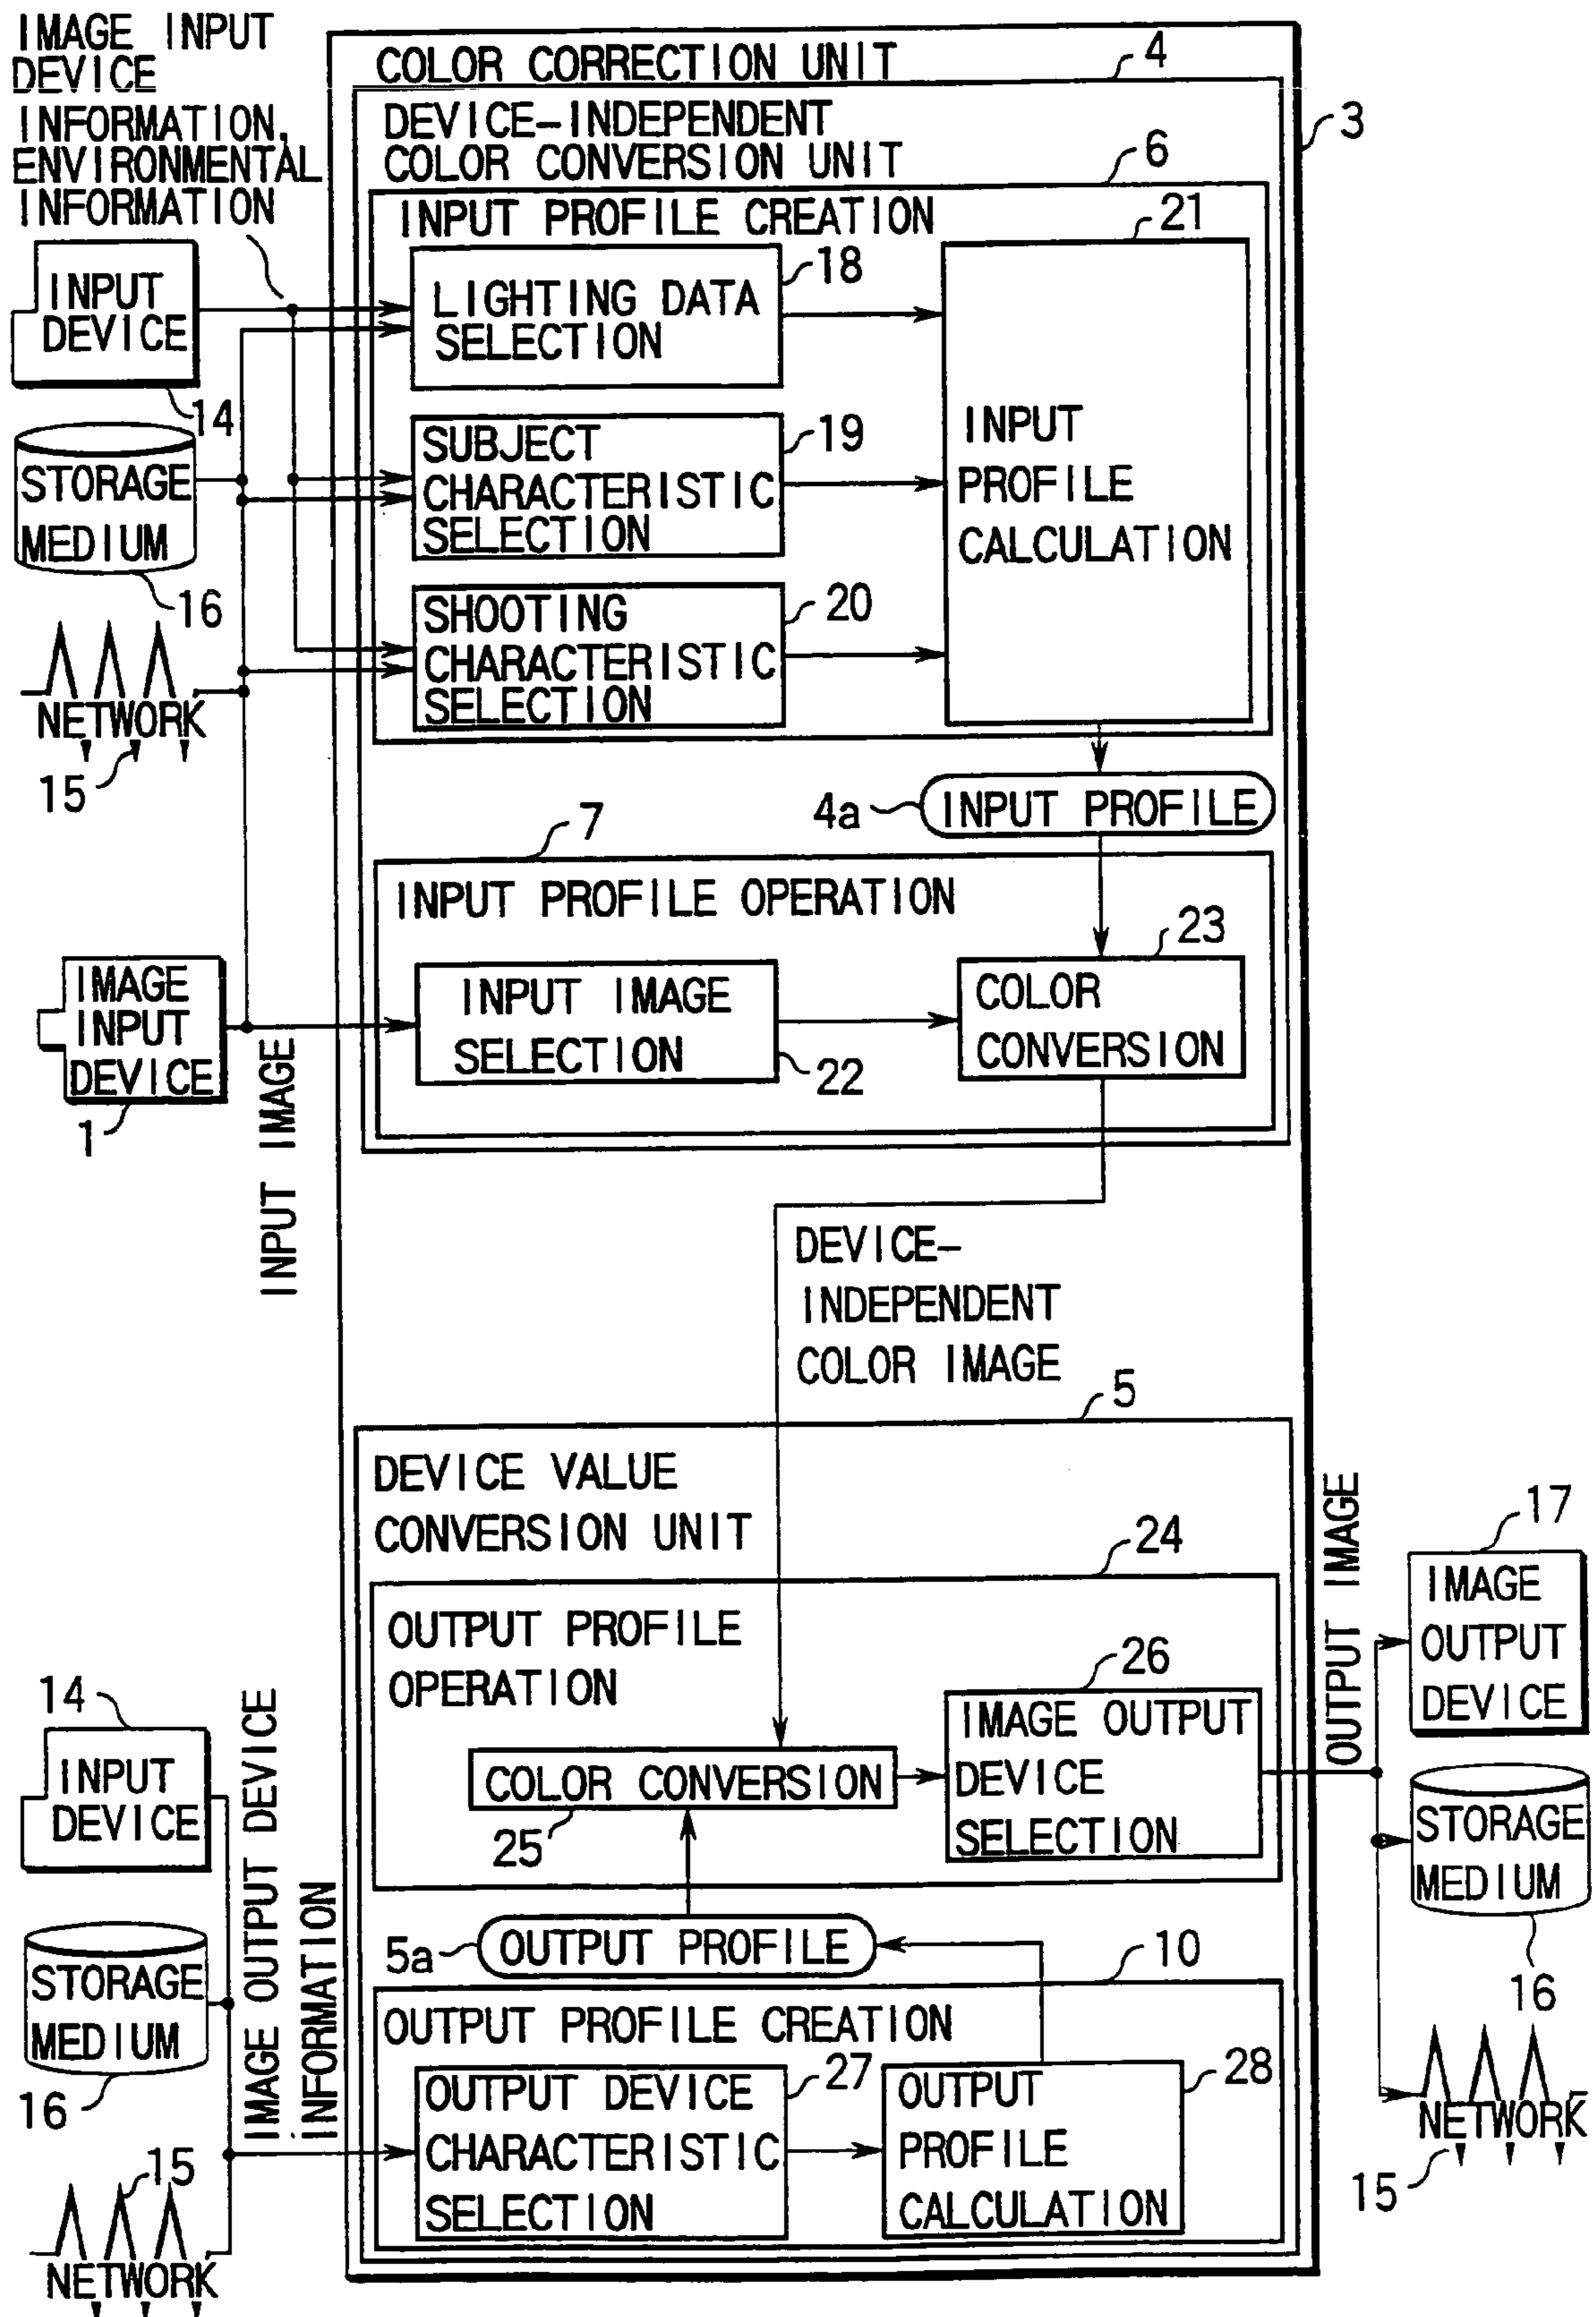 IMAGE INPUT
DEVICE
INFORMATION,
ENVIRONMENTAL
INFORMATION
COLOR CORRECTION UNIT
4
DEVICE-INDEPENDENT
COLOR CONVERSION UNIT
3
6
INPUT PROFILE CREATION
21
INPUT
DEVICE
14
LIGHTING DATA
SELECTION
18
STORAGE
MEDIUM
16
SUBJECT
CHARACTERISTIC
SELECTION
19
INPUT
PROFILE
CALCULATION
SHOOTING
CHARACTERISTIC
SELECTION
20
NETWORK
15
4a
INPUT PROFILE
7
INPUT PROFILE OPERATION
23
IMAGE
INPUT
DEVICE
1
INPUT IMAGE
INPUT IMAGE
SELECTION
22
COLOR
CONVERSION
DEVICE-
INDEPENDENT
COLOR IMAGE
5
DEVICE VALUE
CONVERSION UNIT
24
OUTPUT PROFILE
OPERATION
26
COLOR CONVERSION
25
IMAGE OUTPUT
DEVICE
SELECTION
OUTPUT IMAGE
17
IMAGE
OUTPUT
DEVICE
STORAGE
MEDIUM
16
NETWORK
15
14
INPUT
DEVICE
STORAGE
MEDIUM
16
15
NETWORK
IMAGE OUTPUT DEVICE
INFORMATION
5a
OUTPUT PROFILE
10
OUTPUT PROFILE CREATION
OUTPUT DEVICE
CHARACTERISTIC
SELECTION
27
OUTPUT
PROFILE
CALCULATION
28